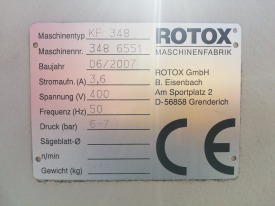 Maschinentyp KF 348
Maschinennr. 348 6551
Baujahr 06/2007
Stromaufn. (A) 3,6
Spannung (V) 400
Frequenz (Hz) 50
Druck (bar) 6-7
Sägeblatt-Ø
n/min
Gewicht (kg)
ROTOX
MASCHINENFABRIK
ROTOX GmbH
B. Eisenbach
Am Sportplatz 2
D-56858 Grenderich
CE